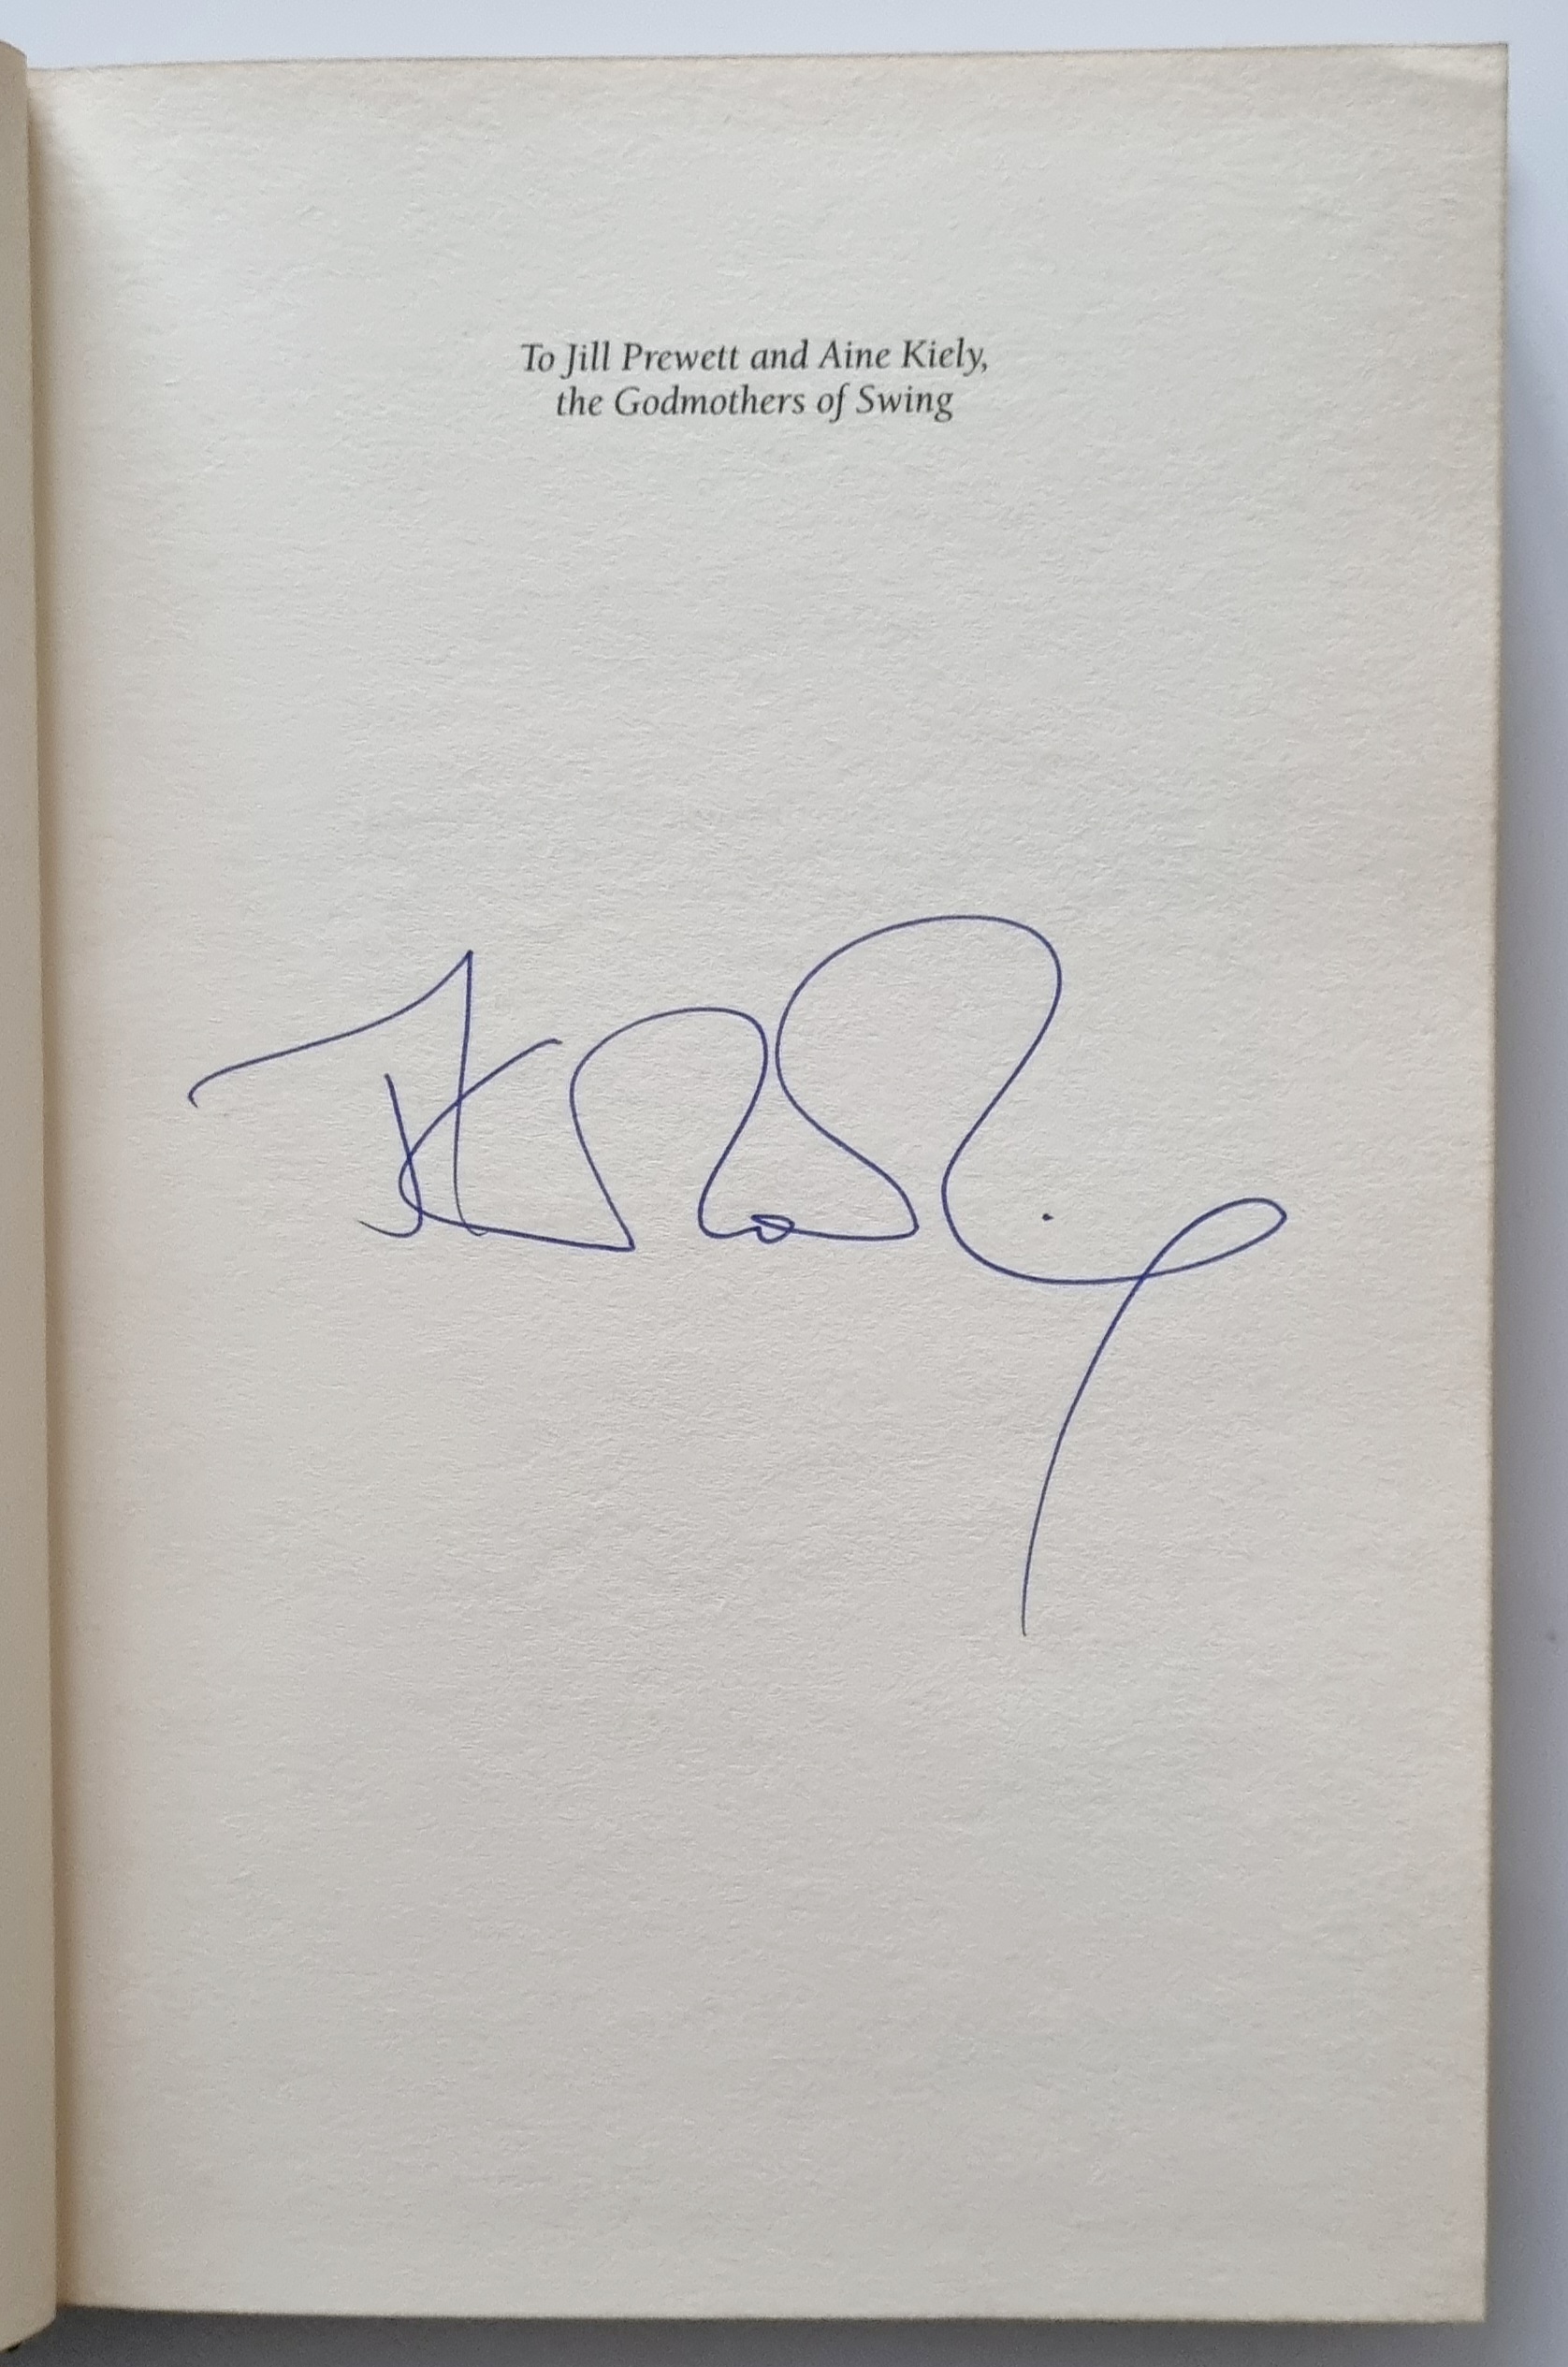 To Jill Prewett and Aine Kiely,
the Godmothers of Swing